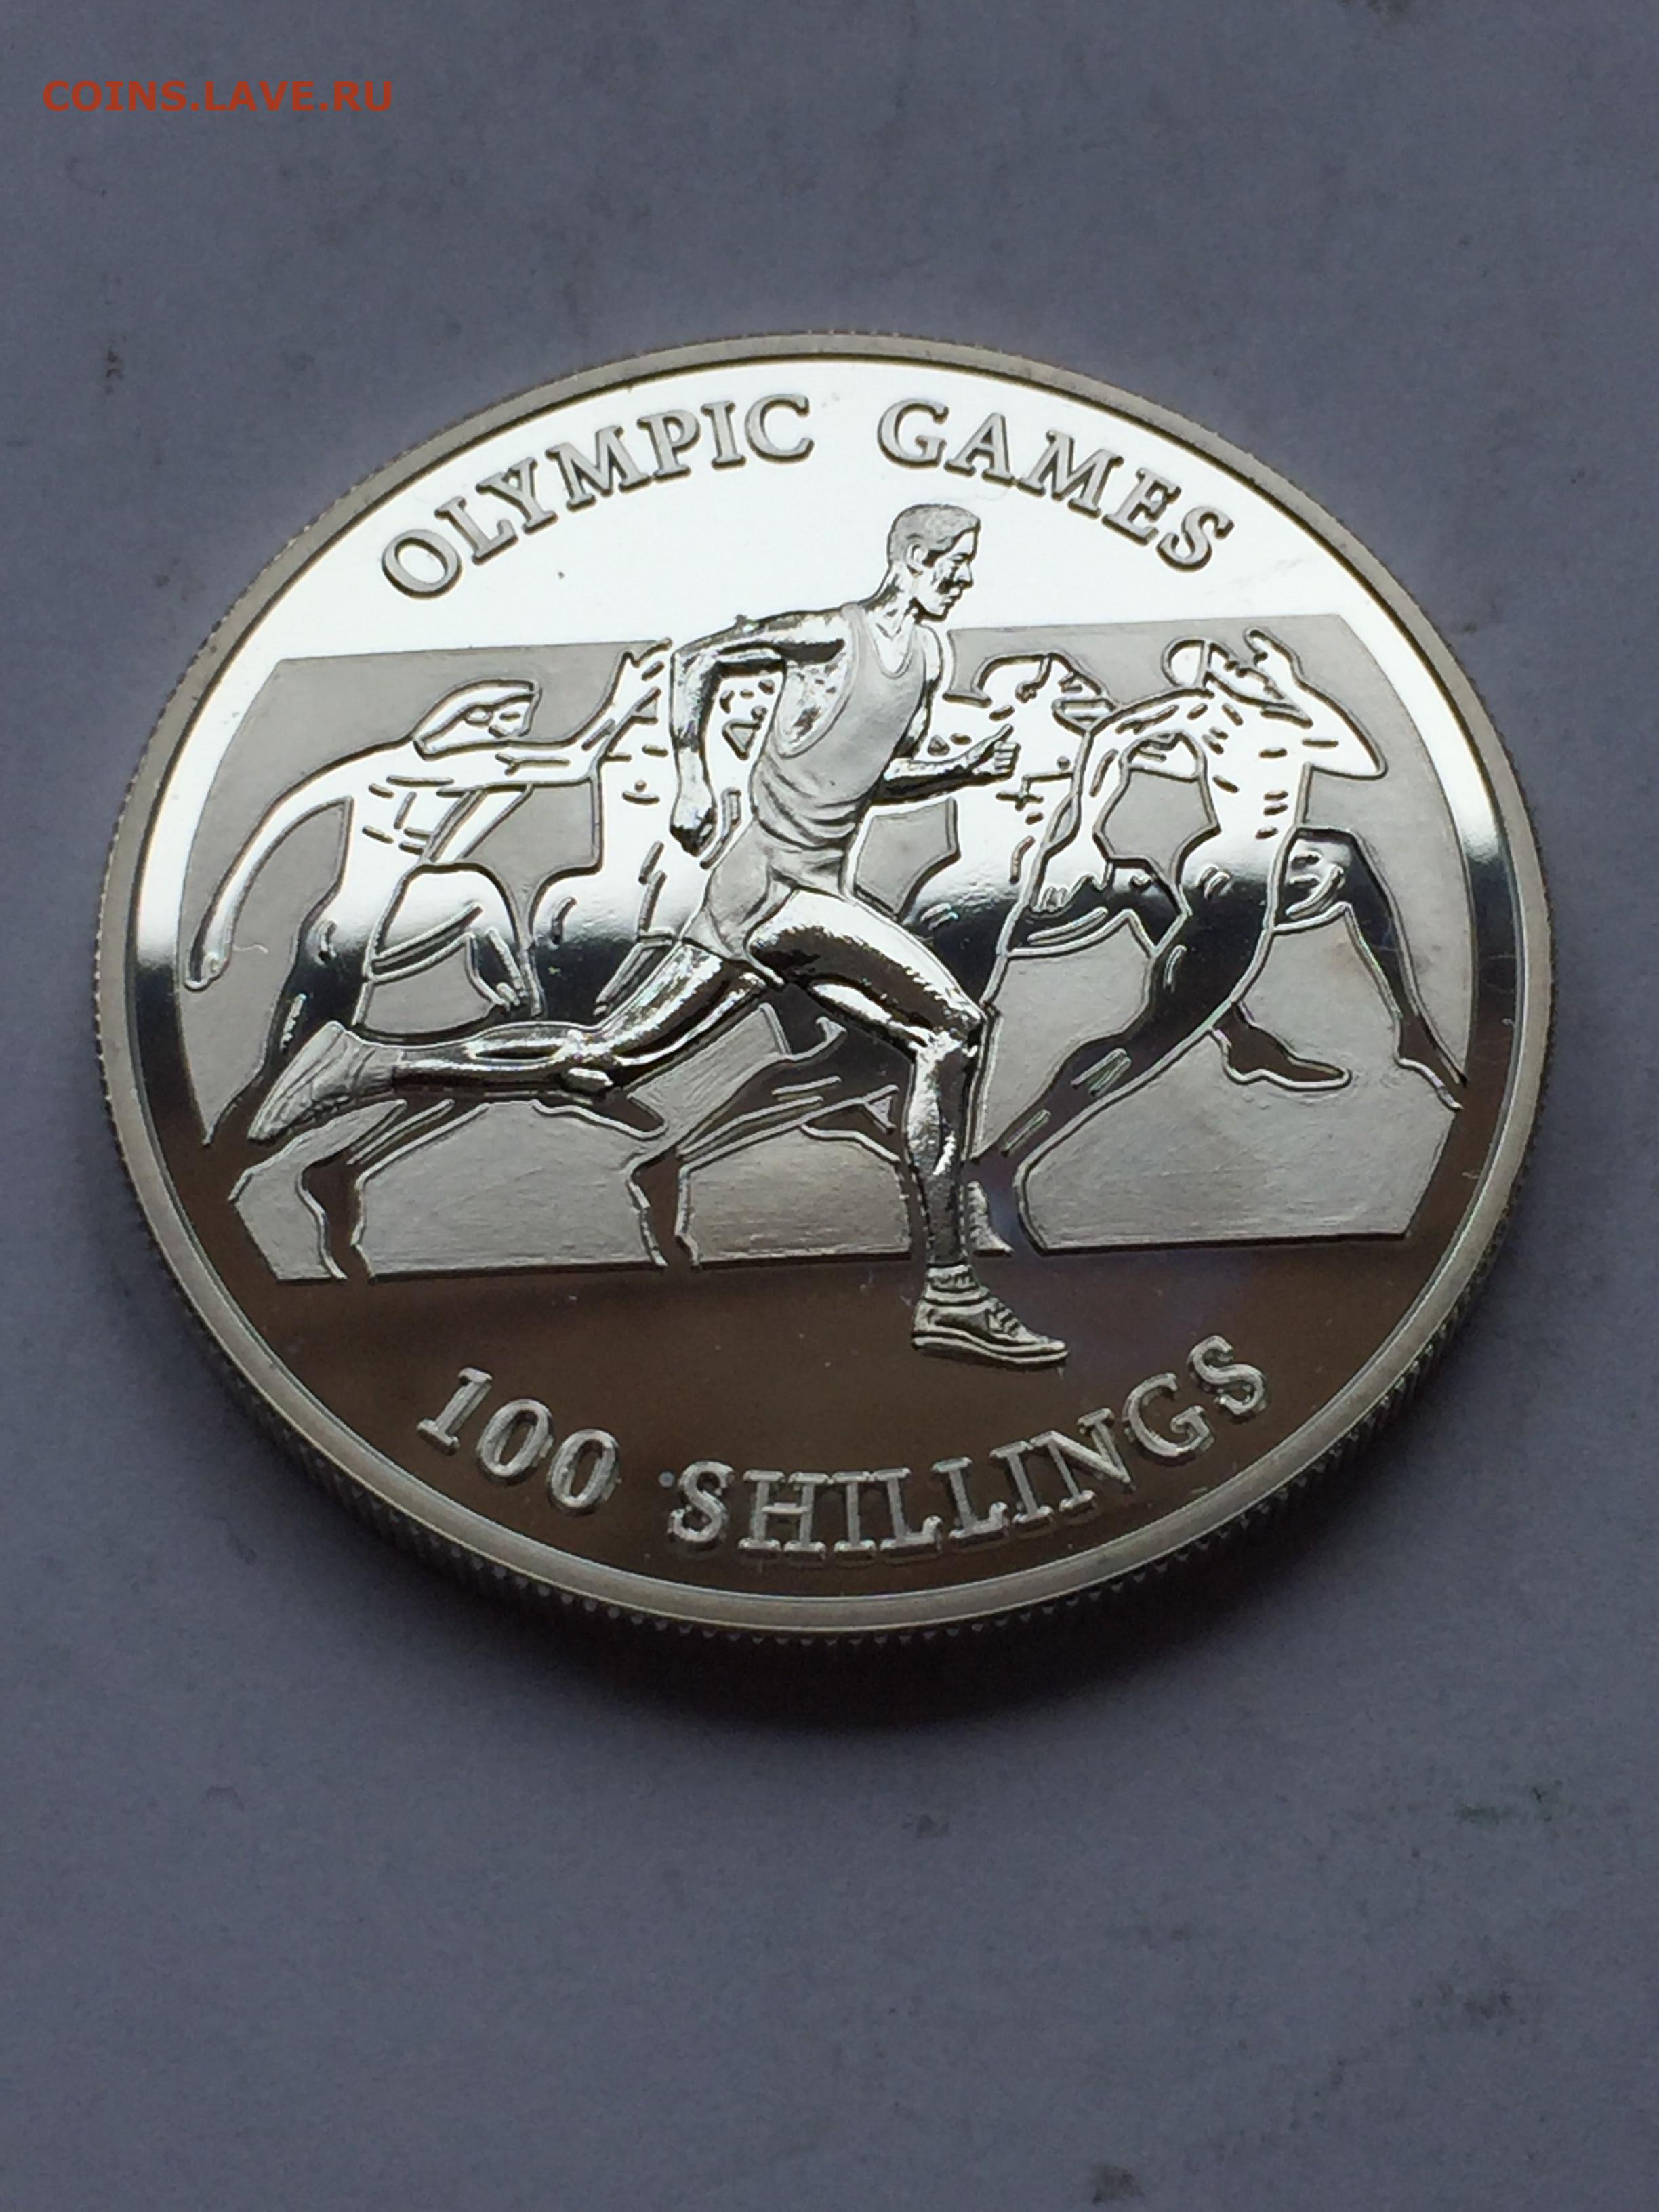 COINS.LAVE.RU
OLYMPIC GAMES
100 SHILLINGS